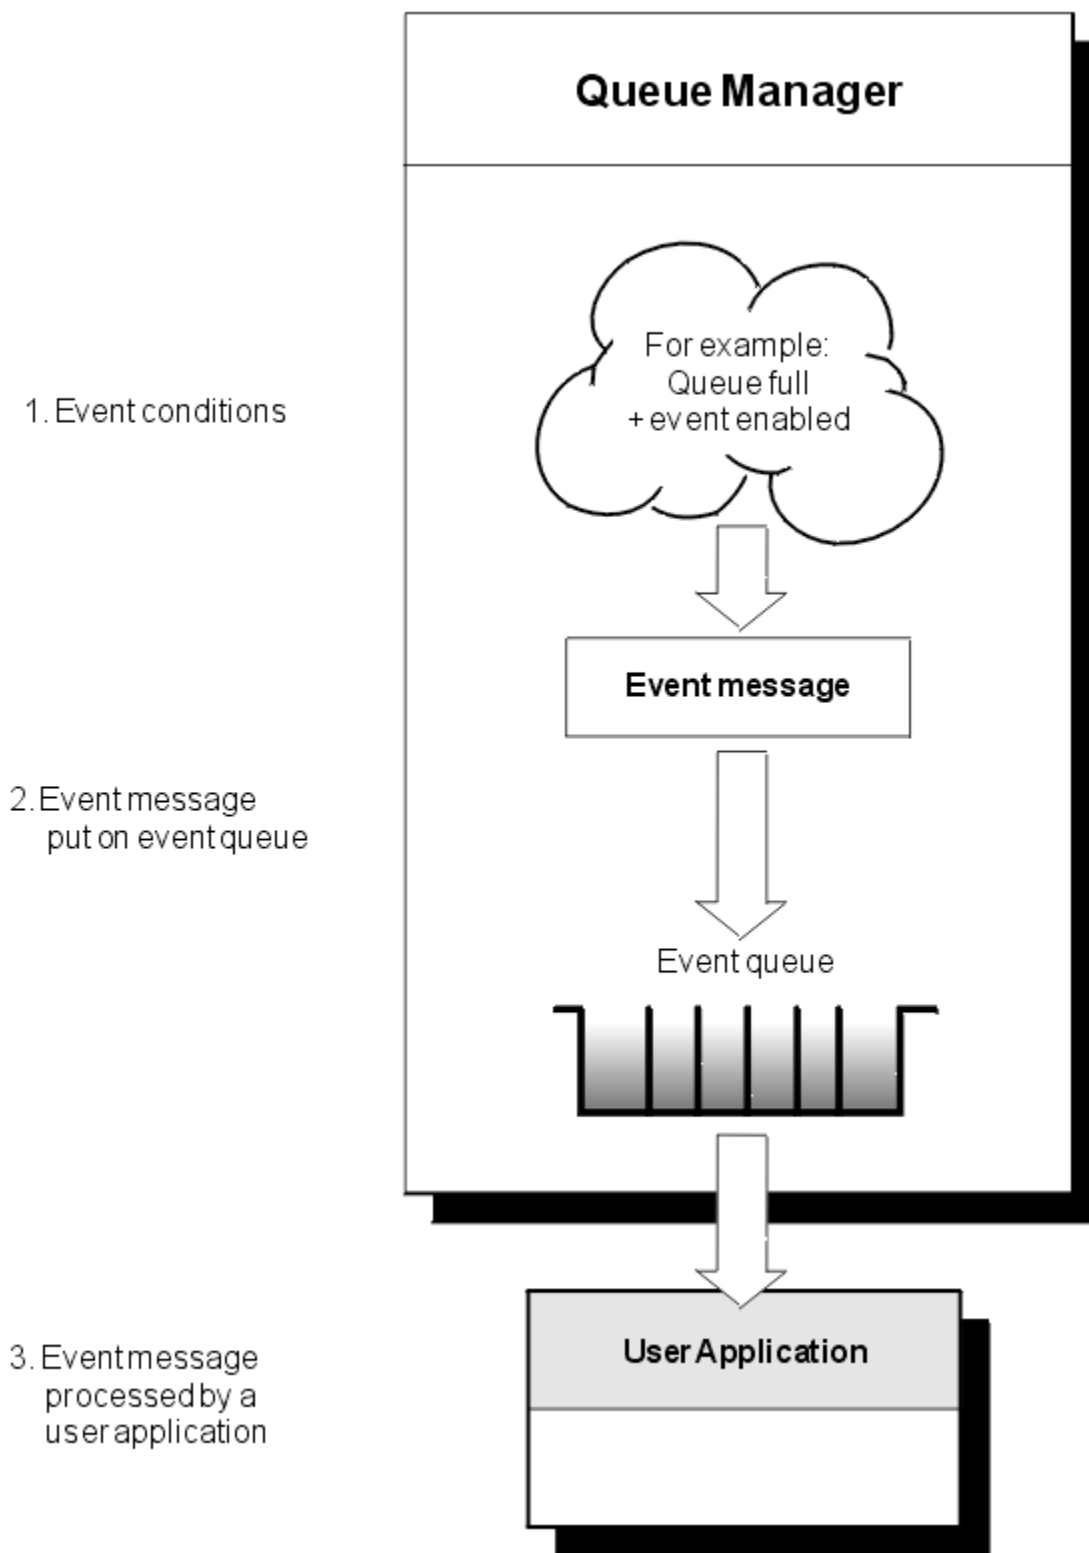 Queue Manager
For example:
Queue full
+ event enabled
1. Event conditions
Event message
2. Event message
put on event queue
Event queue
User Application
3. Event message
processed by a
user application